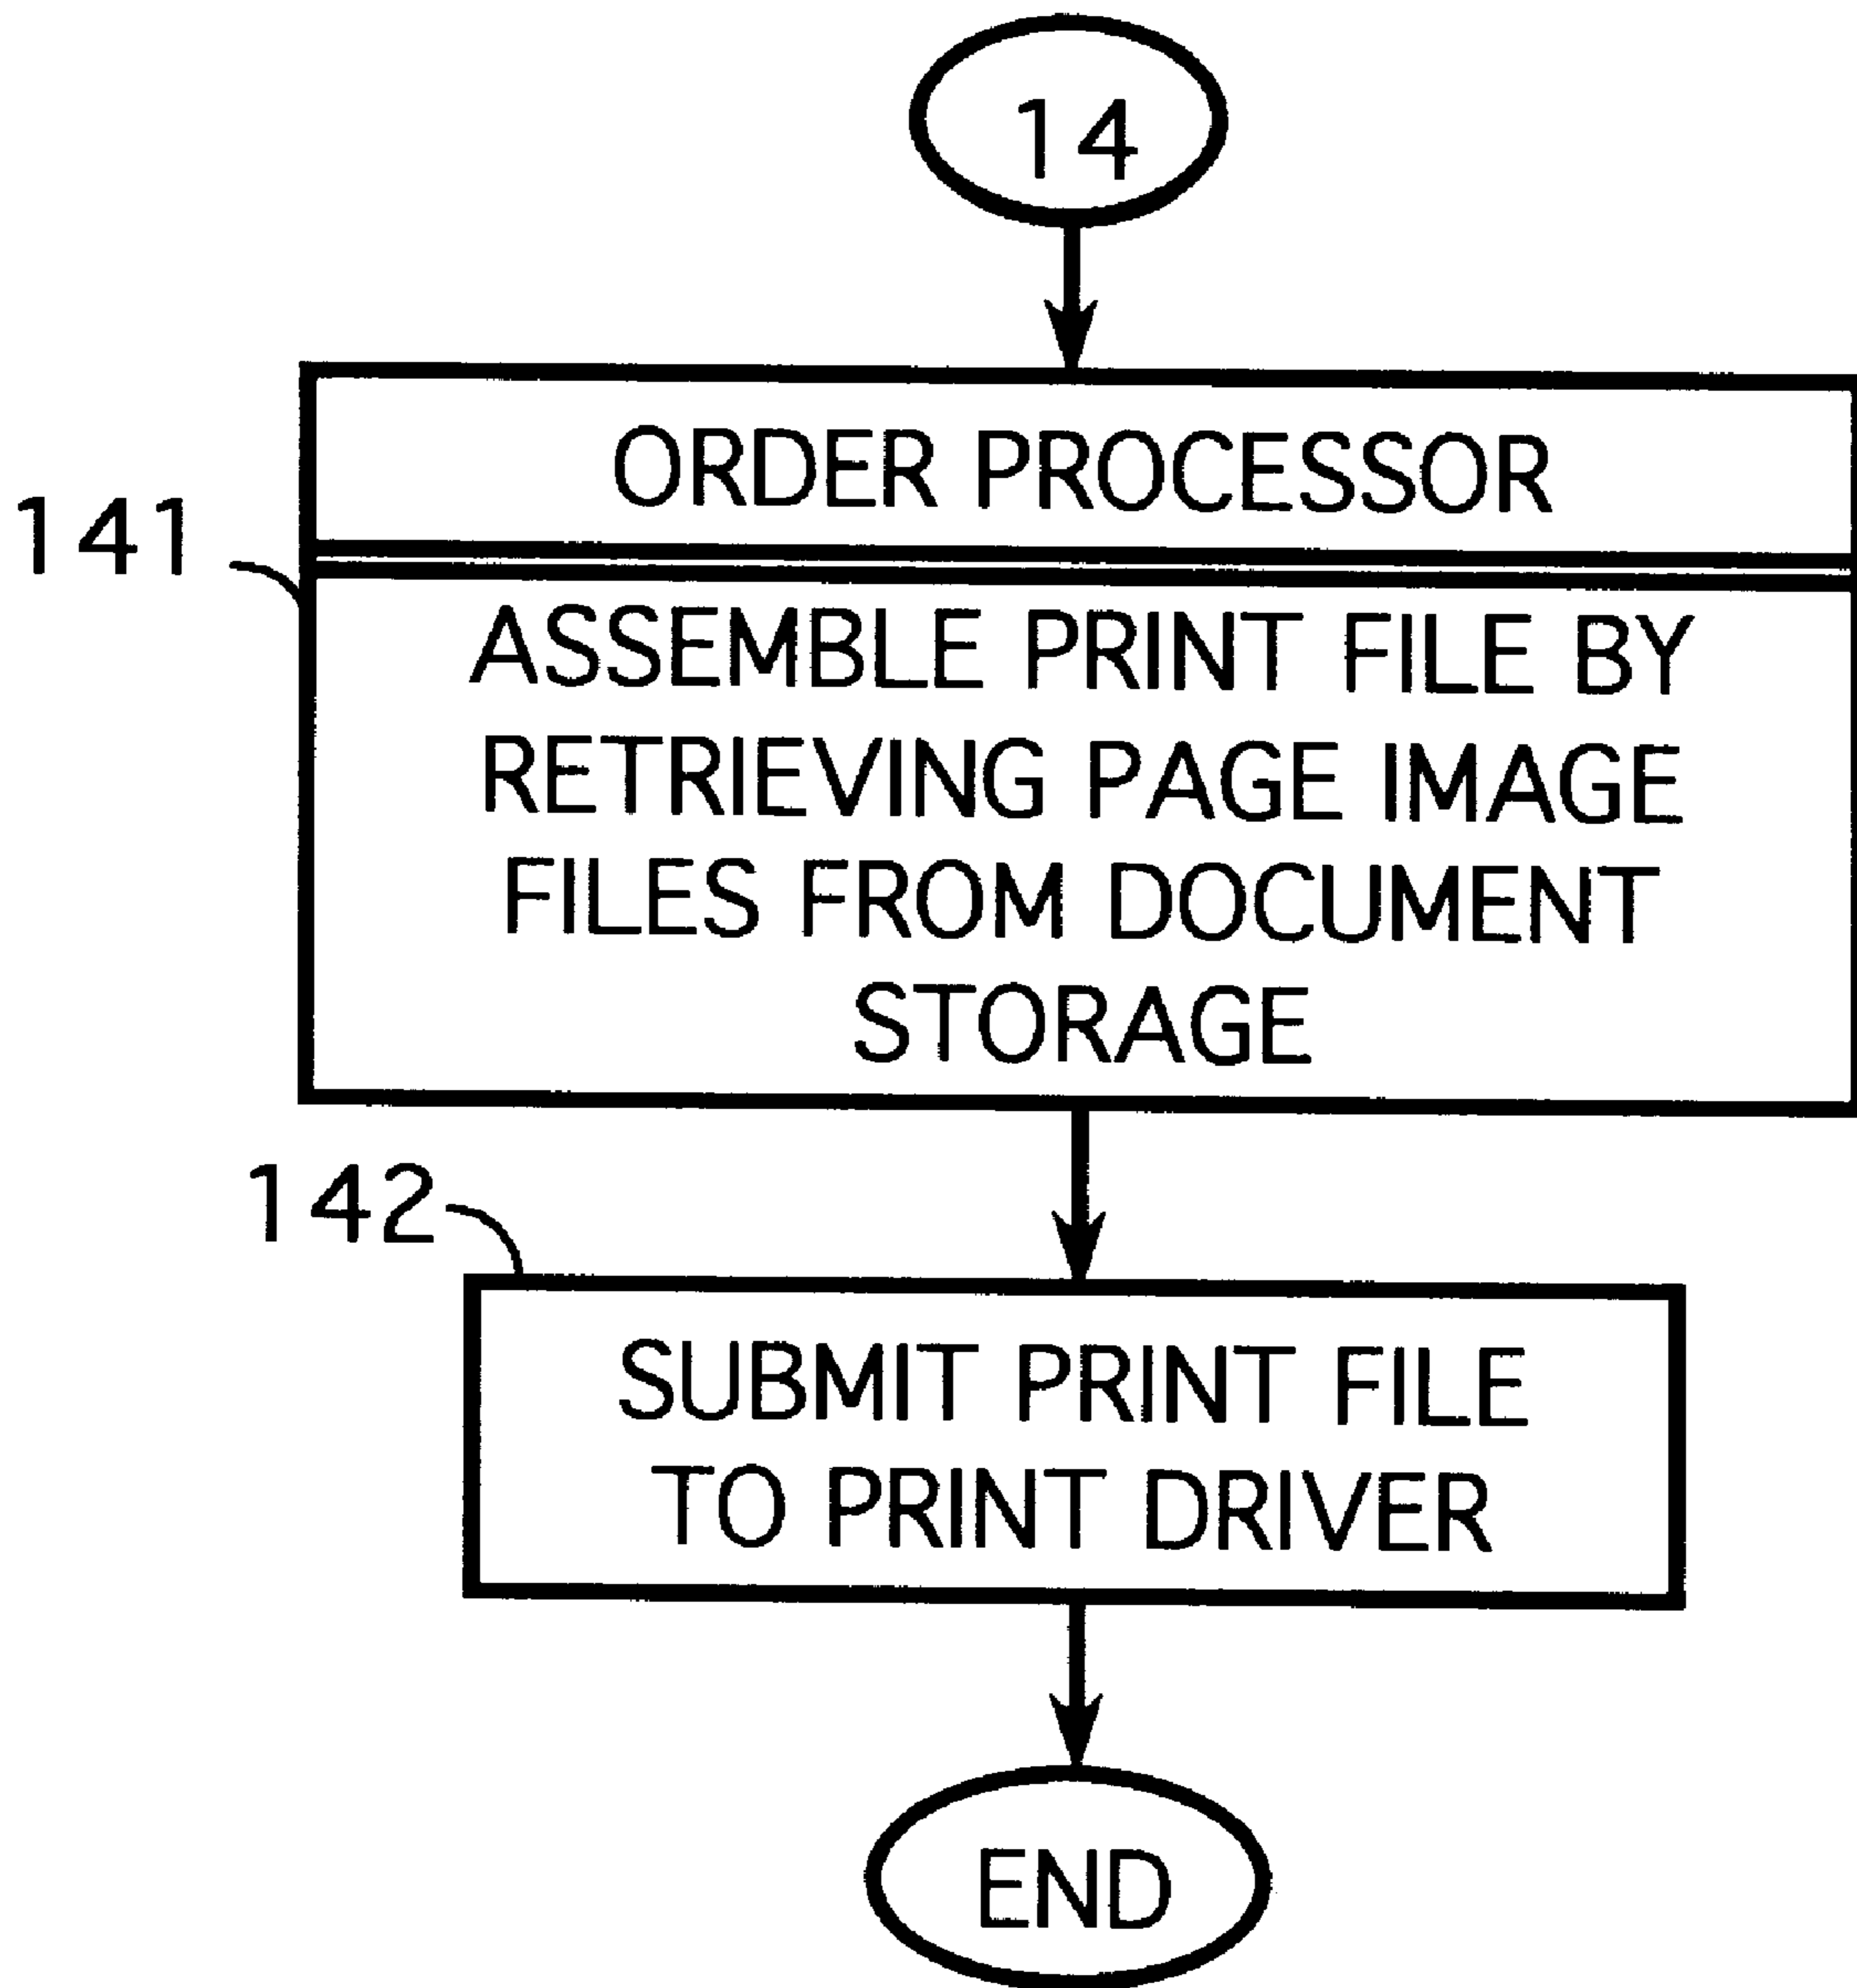 14
ORDER PROCESSOR
141
ASSEMBLE PRINT FILE BY
RETRIEVING PAGE IMAGE
FILES FROM DOCUMENT
STORAGE
142
SUBMIT PRINT FILE
TO PRINT DRIVER
END